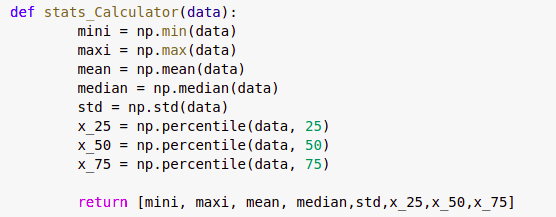 def stats_Calculator(data):
        mini = np.min(data)
        maxi = np.max(data)
        mean = np.mean(data)
        median = np.median(data)
        std = np.std(data)
        x_25 = np.percentile(data, 25)
        x_50 = np.percentile(data, 50)
        x_75 = np.percentile(data, 75)

        return [mini, maxi, mean, median,std,x_25,x_50,x_75]